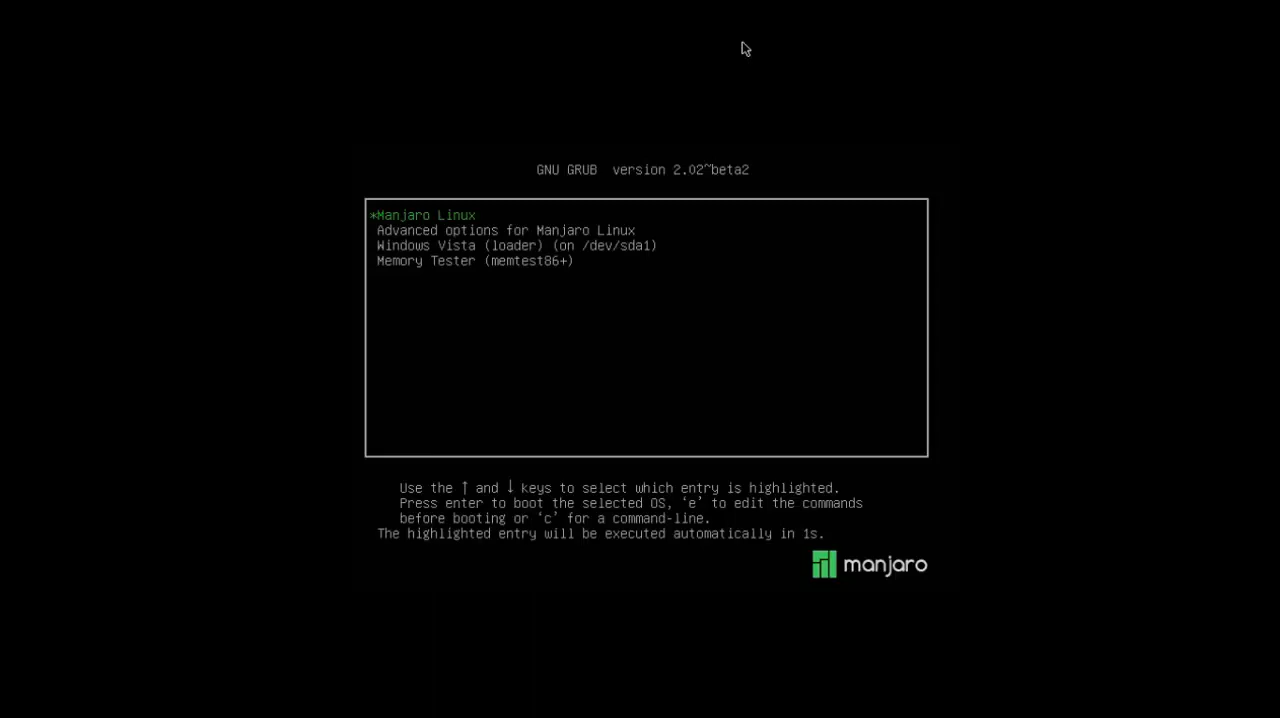 GNU GRUB  version 2.02~beta2
*Manjaro Linux
Advanced options for Manjaro Linux
Windows Vista (loader) (on /dev/sda1)
Memory Tester (memtest86+)
Use the ↑ and ↓ keys to select which entry is highlighted.
Press enter to boot the selected OS, ‘e’ to edit the commands
before booting or ‘c’ for a command-line.
The highlighted entry will be executed automatically in 1s.
manjaro